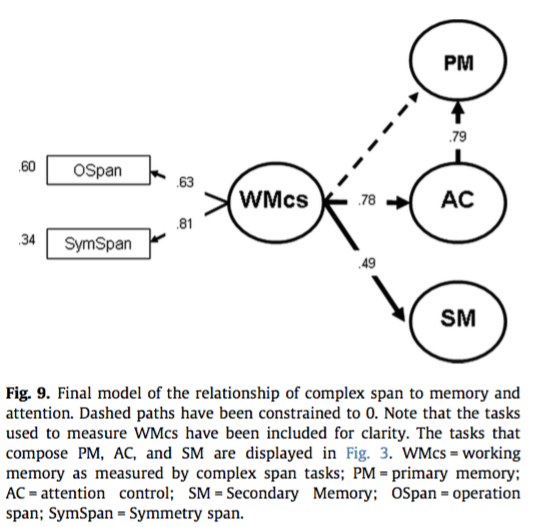 PM
.79
.60
OSpan
.63
WMcs
.78
AC
.81
.34
SymSpan
.49
SM
Fig. 9. Final model of the relationship of complex span to memory and
attention. Dashed paths have been constrained to 0. Note that the tasks
used to measure WMcs have been included for clarity. The tasks that
compose PM, AC, and SM are displayed in Fig. 3. WMcs = working
memory as measured by complex span tasks; PM = primary memory;
AC = attention control; SM = Secondary Memory; OSpan = operation
span; SymSpan = Symmetry span.